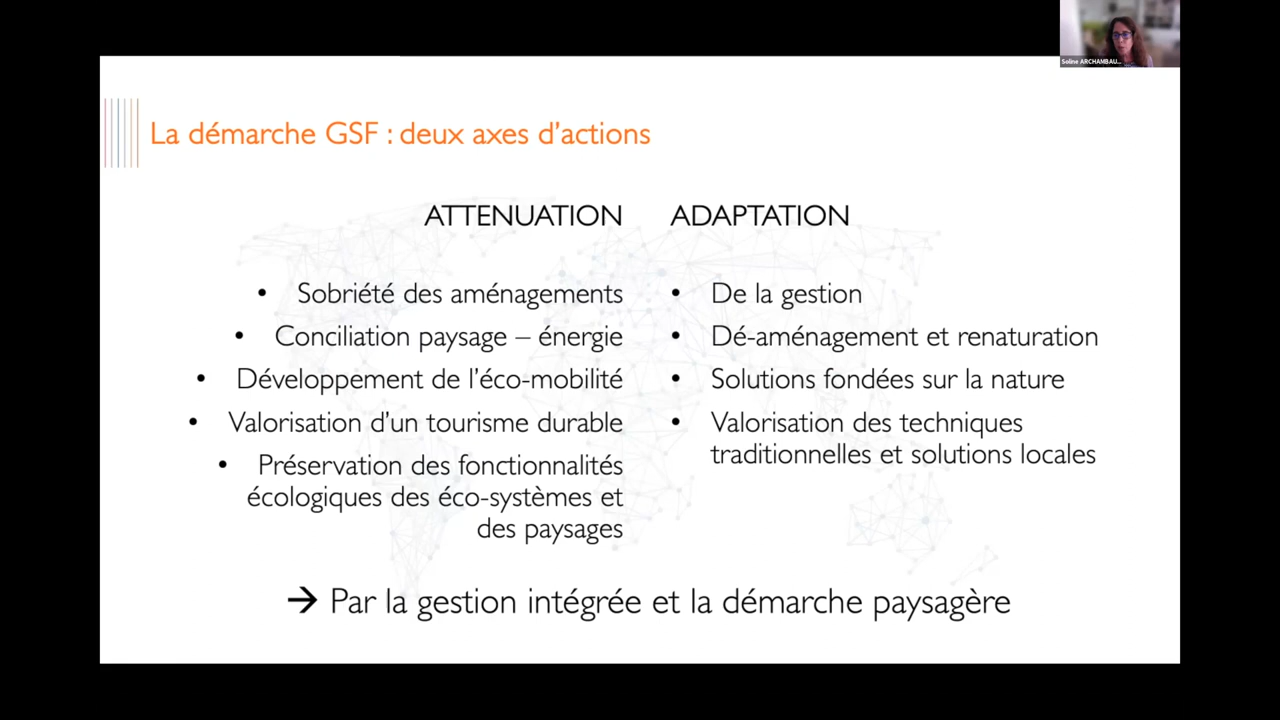 Soline ARCHAMBAU...
La démarche GSF : deux axes d’actions
ATTENUATION
• Sobriété des aménagements
• Conciliation paysage – énergie
• Développement de l’éco-mobilité
• Valorisation d’un tourisme durable
• Préservation des fonctionnalités
écologiques des éco-systèmes et
des paysages
ADAPTATION
• De la gestion
• Dé-aménagement et renaturation
• Solutions fondées sur la nature
• Valorisation des techniques
traditionnelles et solutions locales
→ Par la gestion intégrée et la démarche paysagère